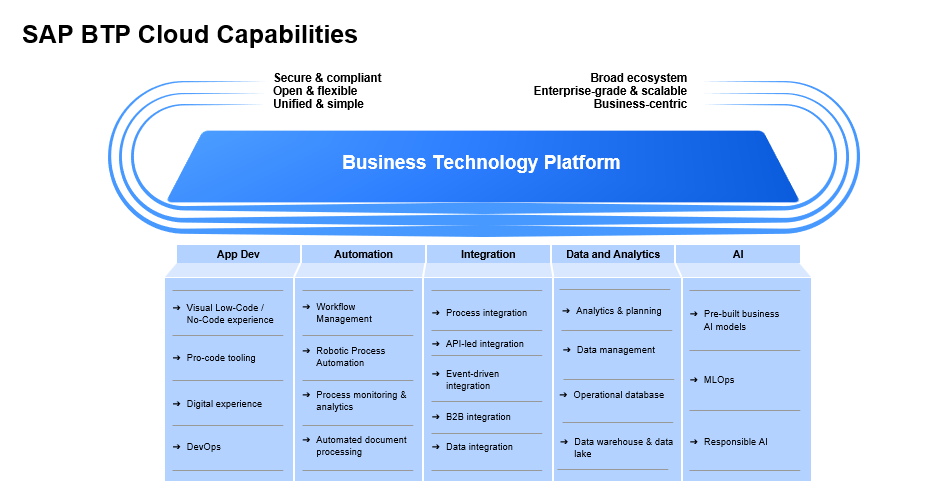 SAP BTP Cloud Capabilities
Secure & compliant
Open & flexible
Unified & simple
Broad ecosystem
Enterprise-grade & scalable
Business-centric
Business Technology Platform
App Dev
Visual Low-Code /
No-Code experience
Pro-code tooling
Digital experience
DevOps
Automation
Workflow
Management
Robotic Process
Automation
Process monitoring &
analytics
Automated document
processing
Integration
Process integration
API-led integration
Event-driven
integration
B2B integration
Data integration
Data and Analytics
Analytics & planning
Data management
Operational database
Data warehouse & data
lake
AI
Pre-built business
AI models
MLOps
Responsible AI